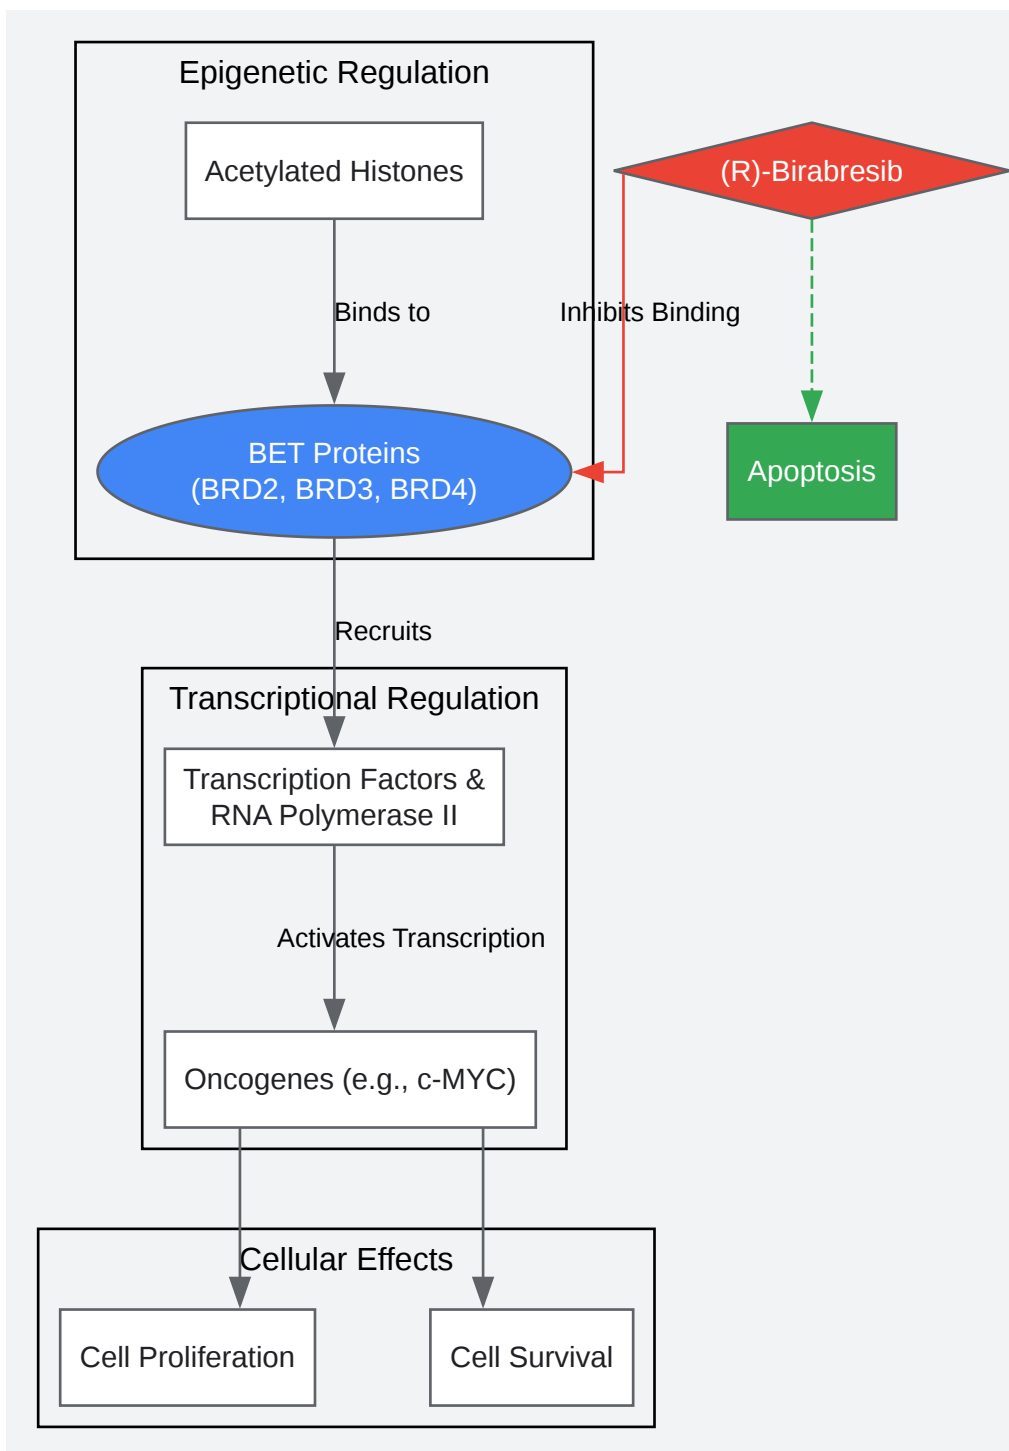 Epigenetic Regulation
Acetylated Histones
(R)-Birabresib
Binds to
Inhibits Binding
BET Proteins
(BRD2, BRD3, BRD4)
Apoptosis
Recruits
Transcriptional Regulation
Transcription Factors &
RNA Polymerase II
Activates Transcription
Oncogenes (e.g., c-MYC)
Cellular Effects
Cell Proliferation
Cell Survival